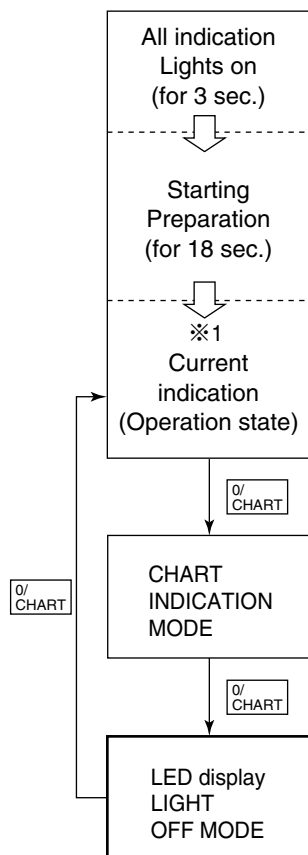 All indication
Lights on
(for 3 sec.)
Starting
Preparation
(for 18 sec.)
※1
Current
indication
(Operation state)
0/
CHART
0/
CHART
CHART
INDICATION
MODE
0/
CHART
LED display
LIGHT
OFF MODE